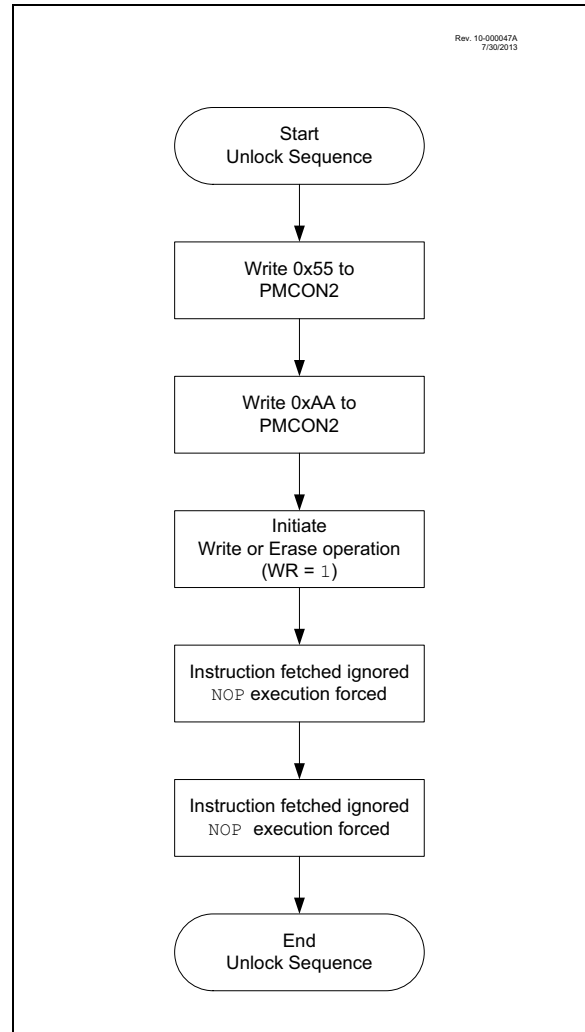 Rev. 10-000047A
7/30/2013
Start
Unlock Sequence
Write 0x55 to
PMCON2
Write 0xAA to
PMCON2
Initiate
Write or Erase operation
(WR = 1)
Instruction fetched ignored
NOP execution forced
Instruction fetched ignored
NOP execution forced
End
Unlock Sequence